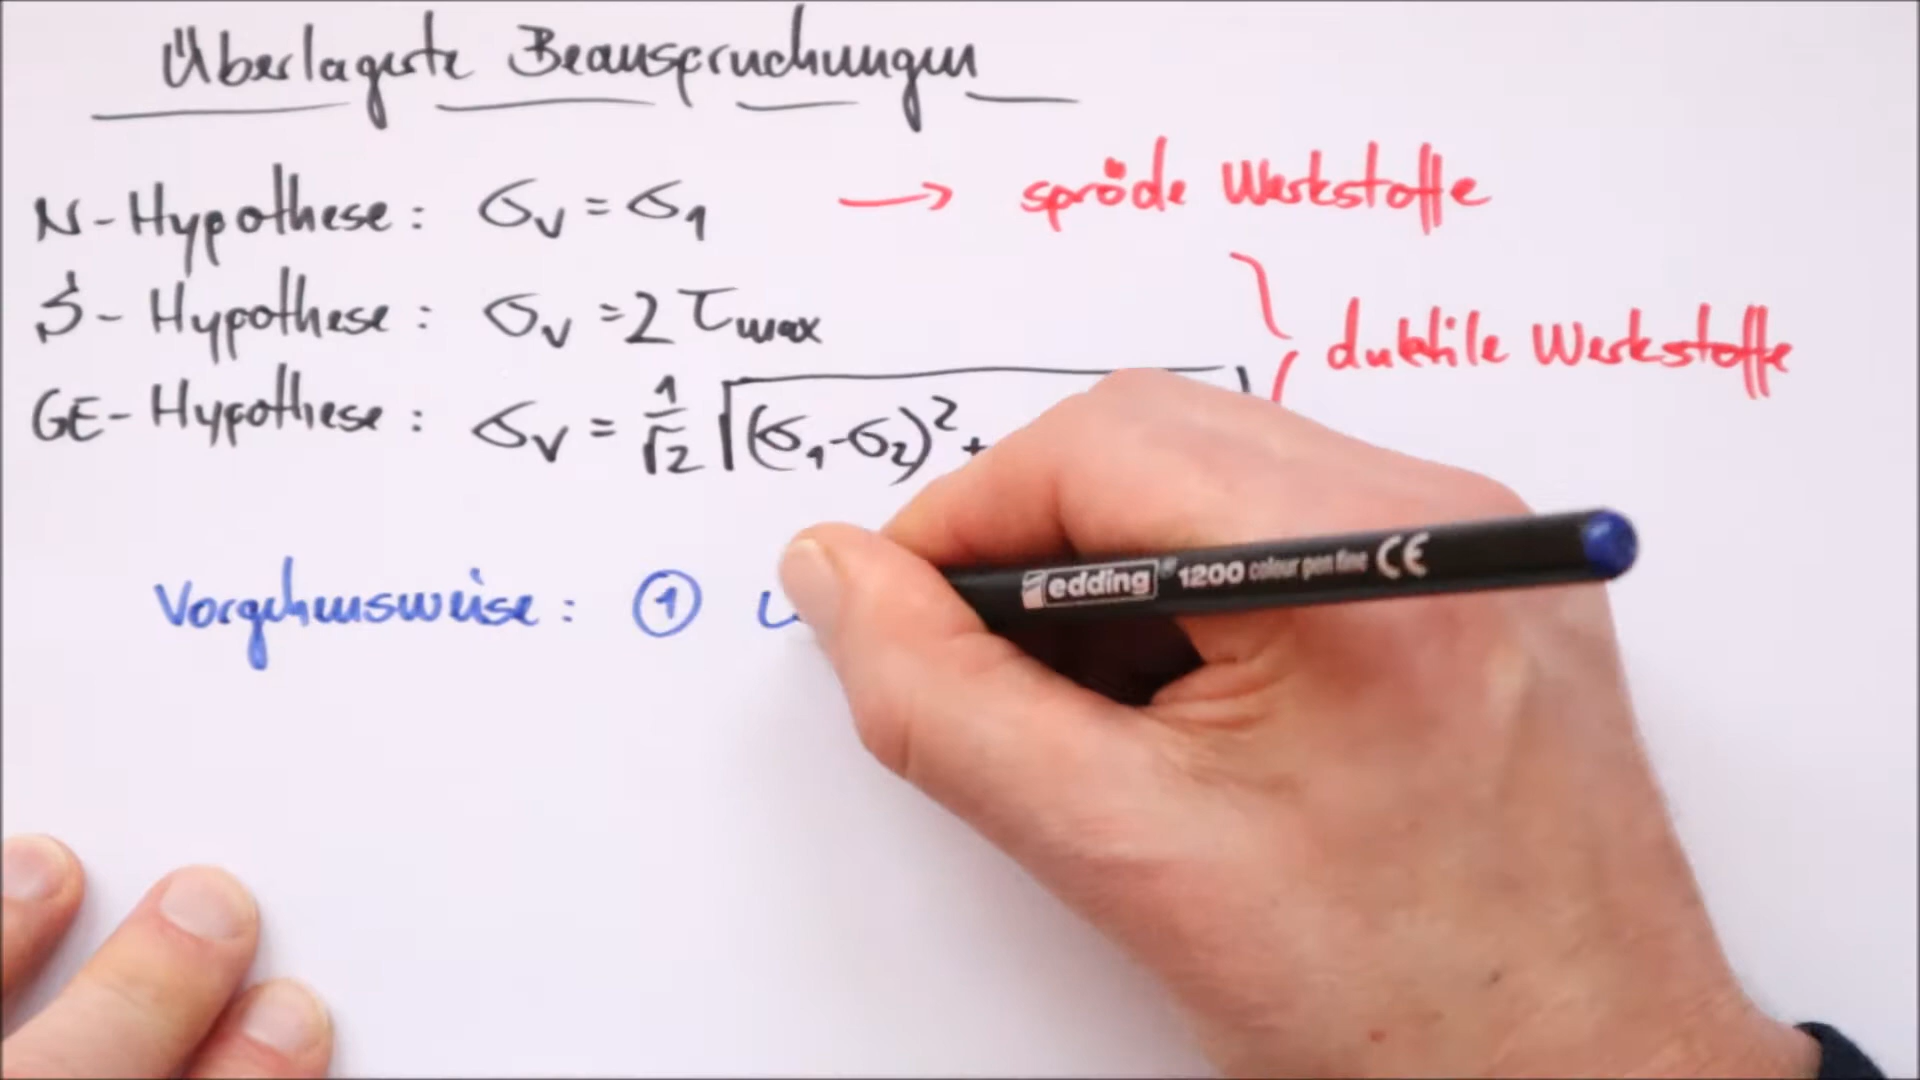 Überlagerte Beanspruchungen
N-Hypothese: σv = σ1 → spröde Werkstoffe
S-Hypothese: σv = 2 τmax
duktile Werkstoffe
GE-Hypothese: σv = 1/√2 √(σ1-σ2)² +
Vorgehensweise: ①
edding 1200 colour pen fine CE